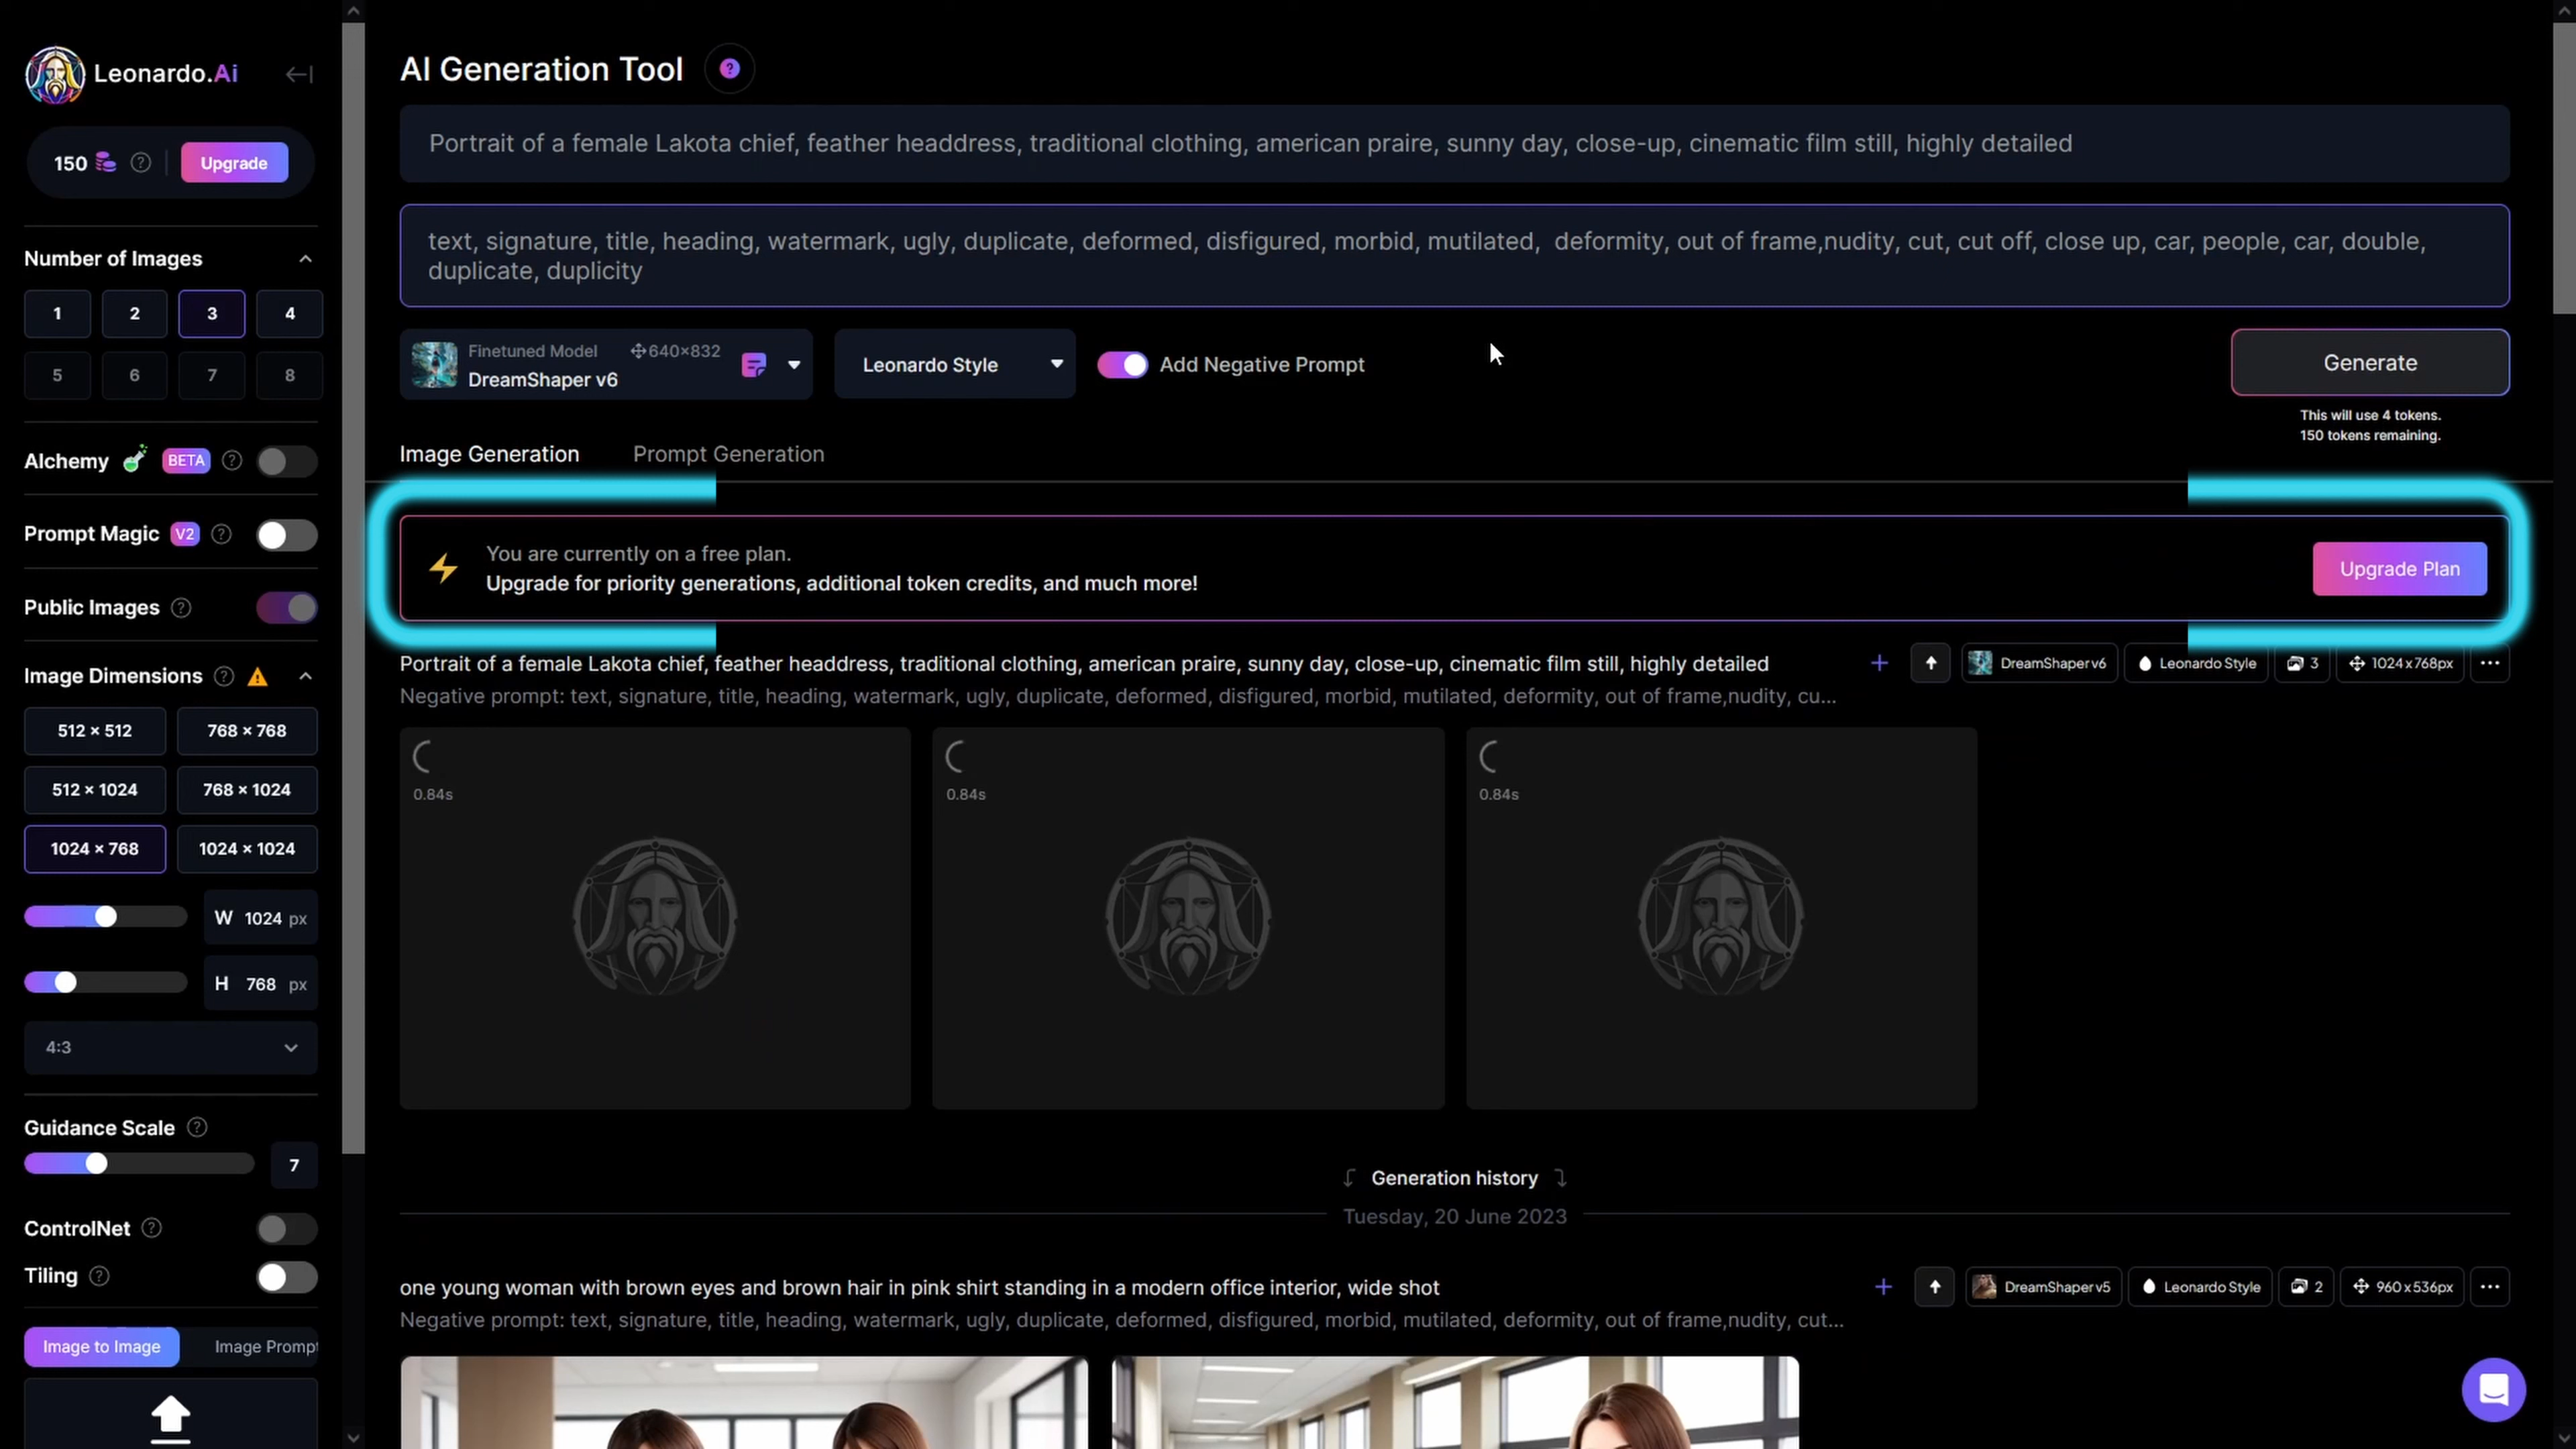 Leonardo.Ai
150 Upgrade
Number of Images
1 2 3 4
5 6 7 8
Alchemy BETA
Prompt Magic V2
Public Images
Image Dimensions
512 × 512 768 × 768
512 × 1024 768 × 1024
1024 × 768 1024 × 1024
W 1024 px
H 768 px
4:3
Guidance Scale
7
ControlNet
Tiling
Image to Image Image Prompt
AI Generation Tool ?
Portrait of a female Lakota chief, feather headdress, traditional clothing, american praire, sunny day, close-up, cinematic film still, highly detailed
text, signature, title, heading, watermark, ugly, duplicate, deformed, disfigured, morbid, mutilated,  deformity, out of frame,nudity, cut, cut off, close up, car, people, car, double,
duplicate, duplicity
Finetuned Model 640×832
DreamShaper v6
Leonardo Style
Add Negative Prompt
Generate
This will use 4 tokens.
150 tokens remaining.
Image Generation Prompt Generation
You are currently on a free plan.
Upgrade for priority generations, additional token credits, and much more!
Upgrade Plan
Portrait of a female Lakota chief, feather headdress, traditional clothing, american praire, sunny day, close-up, cinematic film still, highly detailed
DreamShaper v6 Leonardo Style 3 1024x768px
Negative prompt: text, signature, title, heading, watermark, ugly, duplicate, deformed, disfigured, morbid, mutilated, deformity, out of frame,nudity, cu...
0.84s 0.84s 0.84s
Generation history
Tuesday, 20 June 2023
one young woman with brown eyes and brown hair in pink shirt standing in a modern office interior, wide shot
DreamShaper v5 Leonardo Style 2 960x536px
Negative prompt: text, signature, title, heading, watermark, ugly, duplicate, deformed, disfigured, morbid, mutilated, deformity, out of frame,nudity, cut...